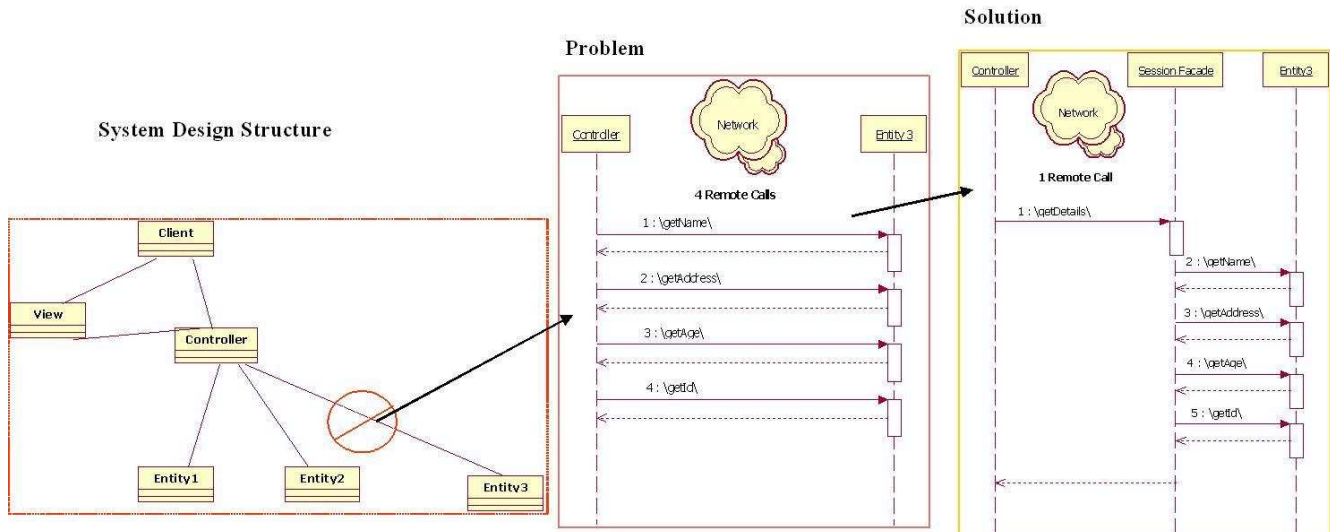 System Design Structure
Client
View
Controller
Entity1
Entity2
Entity3
Problem
Controller
Network
Entity 3
4 Remote Calls
1 : \getName\
2 : \getAddress\
3 : \getAge\
4 : \getId\
Solution
Controller
Session Facade
Entity3
Network
1 Remote Call
1 : \getDetails\
2 : \getName\
3 : \getAddress\
4 : \getAge\
5 : \getId\